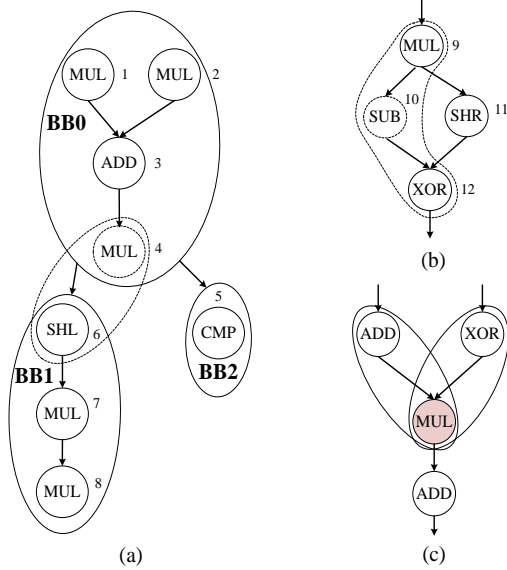 MUL 1
MUL 2
BB0
ADD 3
MUL 4
SHL 6
BB1
MUL 7
MUL 8
5
CMP
BB2
(a)
MUL 9
SUB 10
SHR 11
XOR 12
(b)
ADD
XOR
MUL
ADD
(c)